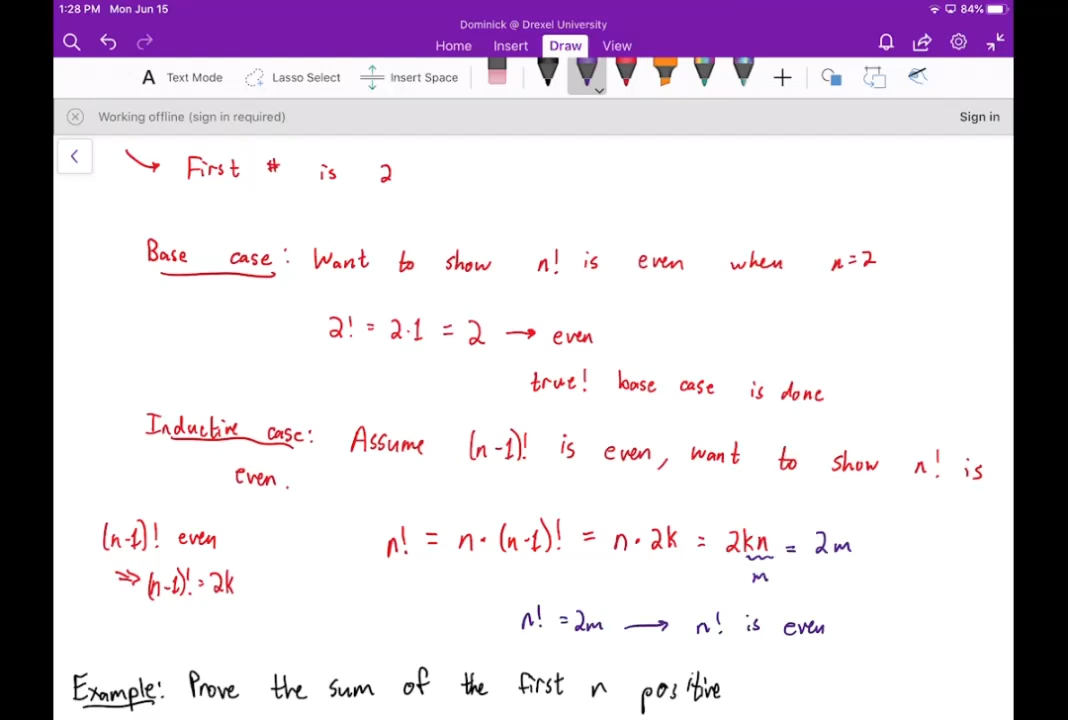 1:28 PM Mon Jun 15
84%
Dominick @ Drexel University
Home Insert Draw View
A Text Mode Lasso Select Insert Space
Working offline (sign in required) Sign in
First # is 2
Base case: Want to show n! is even when n=2
2! = 2·1 = 2 → even
true! base case is done
Inductive case: Assume (n-1)! is even, want to show n! is
even.
(n-1)! even
n! = n·(n-1)! = n·2k = 2kn = 2m
m
⇒ (n-1)! = 2k
n! = 2m → n! is even
Example: Prove the sum of the first n positive